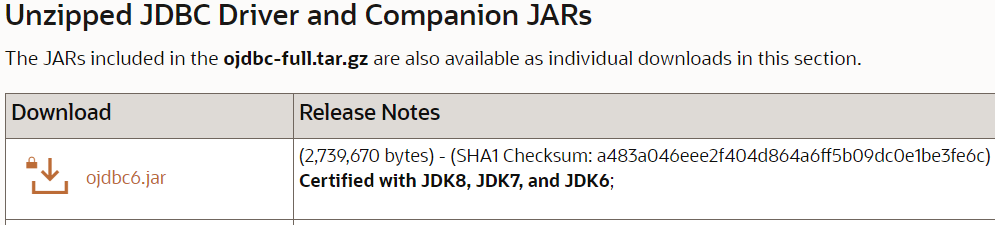 Unzipped JDBC Driver and Companion JARs
The JARs included in the ojdbc-full.tar.gz are also available as individual downloads in this section.
Download
Release Notes
ojdbc6.jar
(2,739,670 bytes) - (SHA1 Checksum: a483a046eee2f404d864a6ff5b09dc0e1be3fe6c)
Certified with JDK8, JDK7, and JDK6;